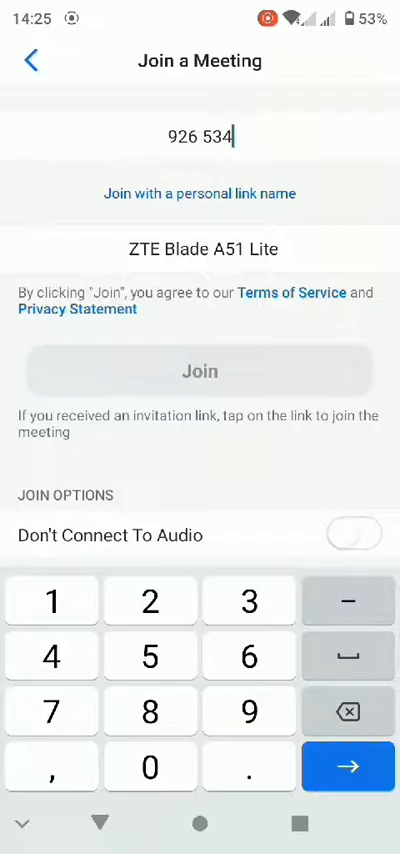 14:25 53%
Join a Meeting
926 534
Join with a personal link name
ZTE Blade A51 Lite
By clicking "Join", you agree to our Terms of Service and
Privacy Statement
Join
If you received an invitation link, tap on the link to join the
meeting
JOIN OPTIONS
Don't Connect To Audio
1 2 3 –
4 5 6
7 8 9
, 0 .